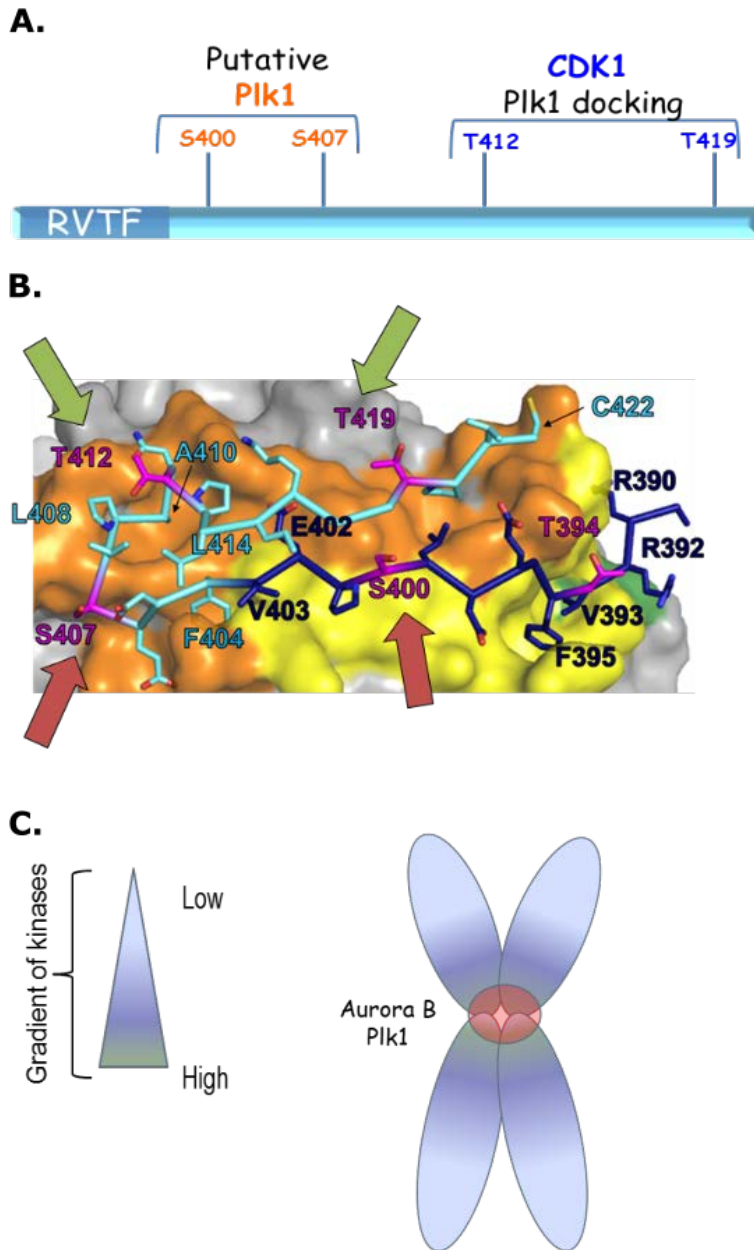 A.
Putative
Plk1
CDK1
Plk1 docking
S400
S407
T412
T419
RVTF
B.
T419
C422
T412
A410
R390
L408
E402
T394
R392
L414
S400
V393
S407
F404
V403
F395
C.
Gradient of kinases
Low
High
Aurora B
Plk1